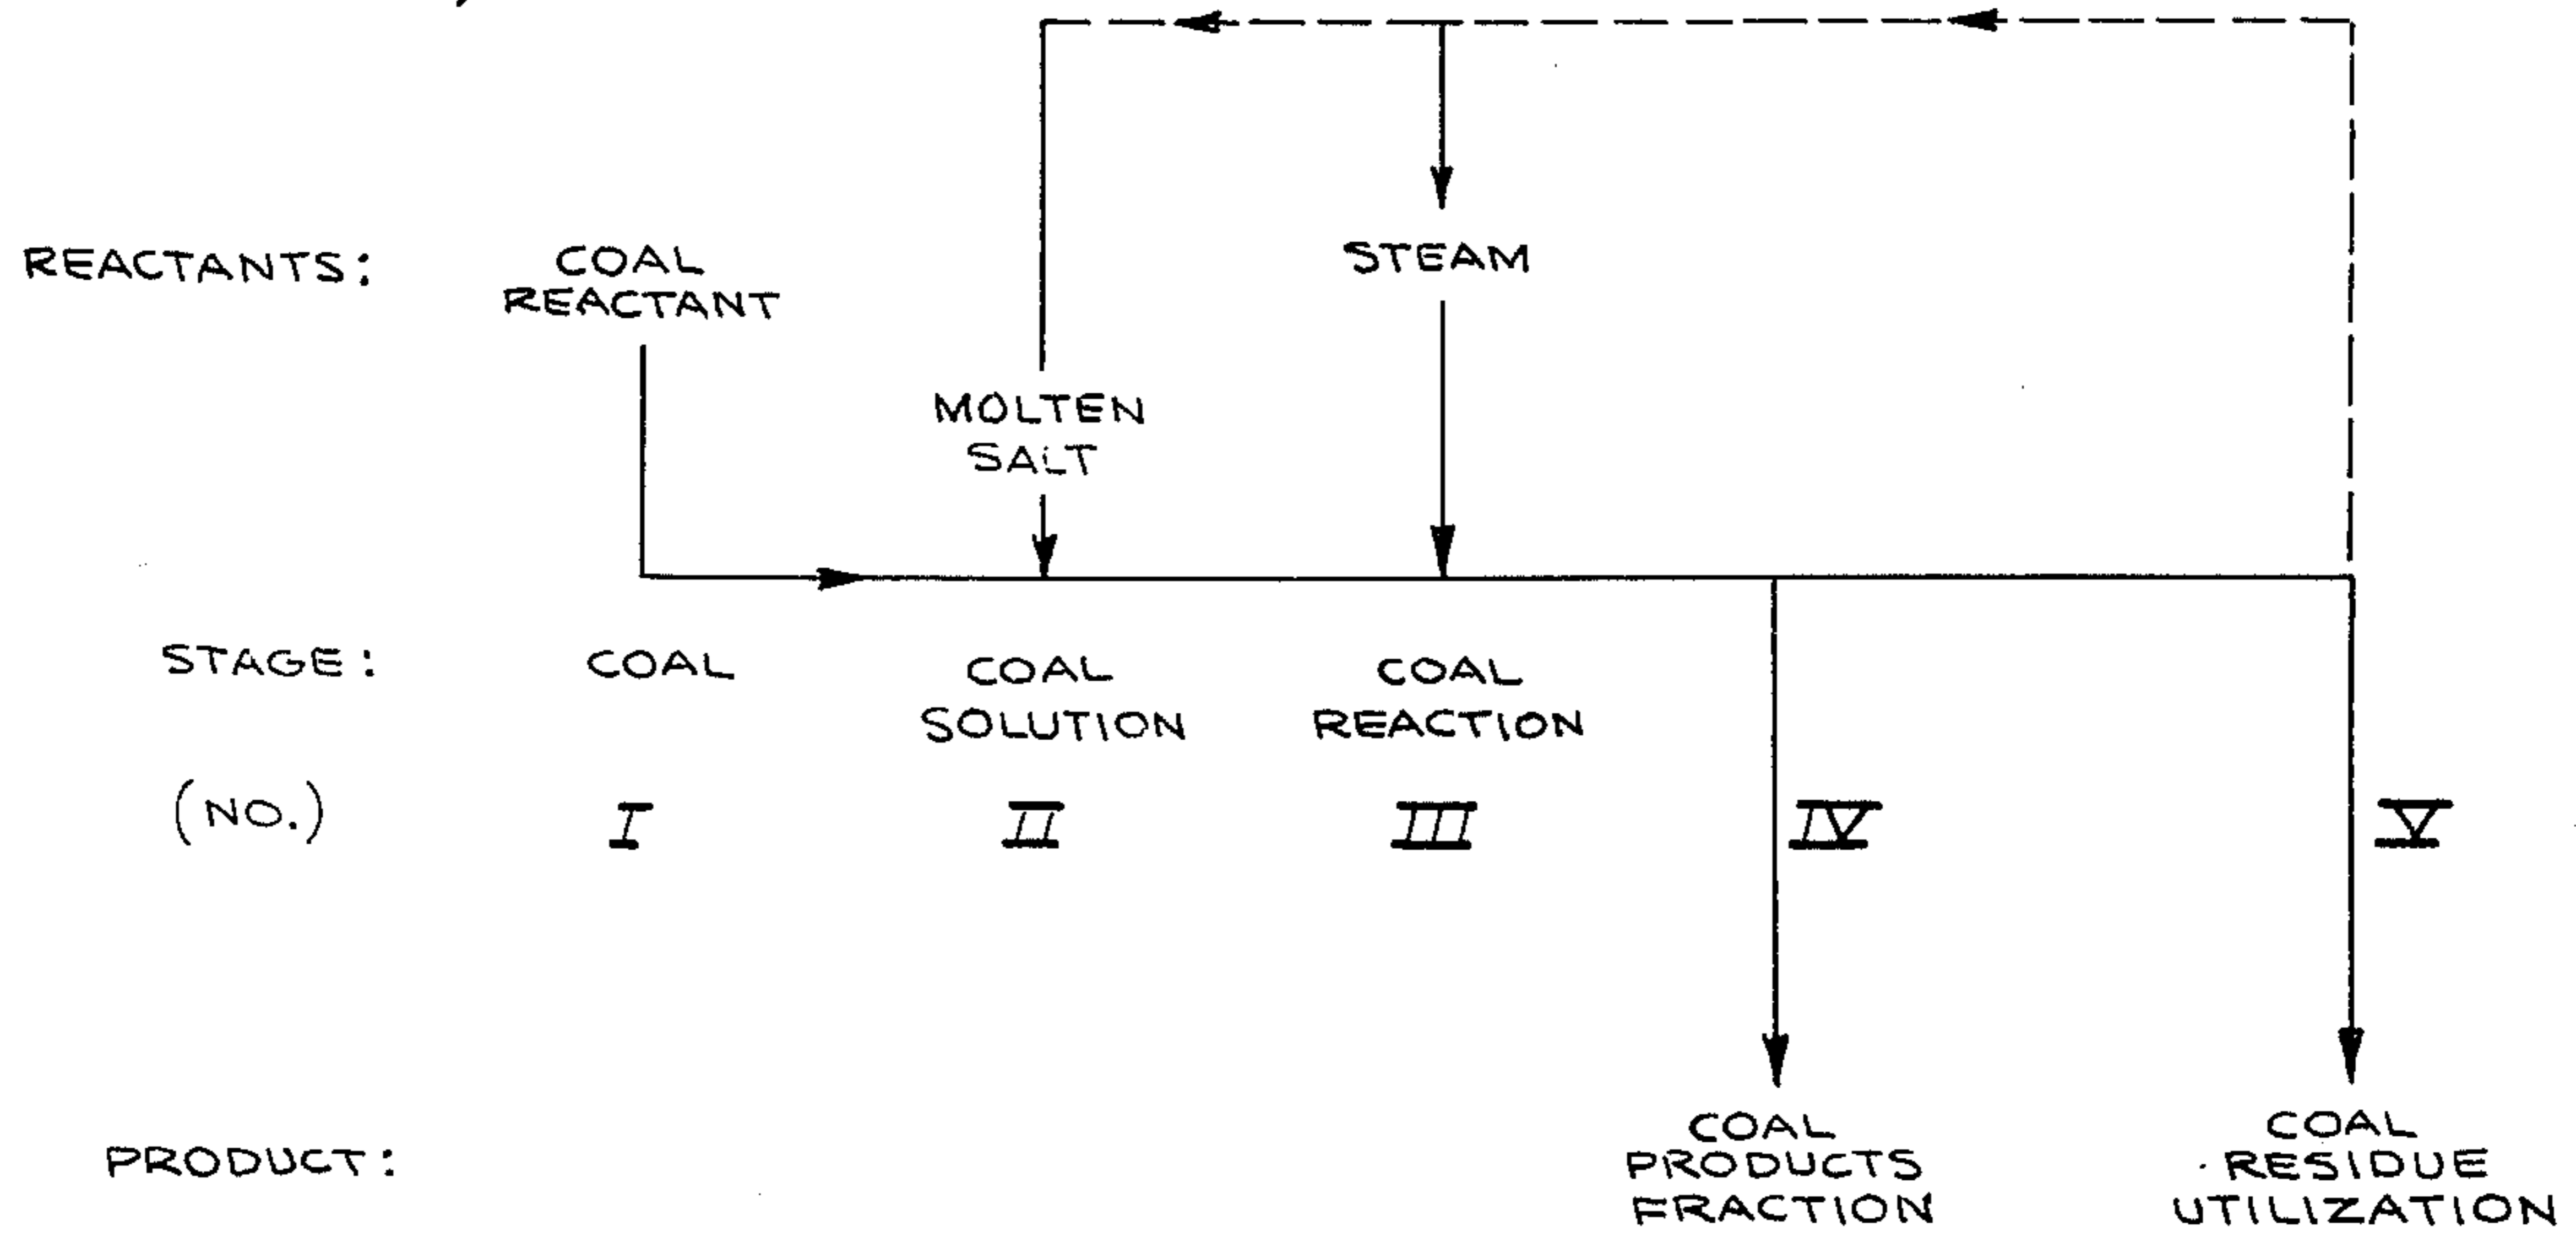 REACTANTS:
COAL
REACTANT
STEAM
MOLTEN
SALT
STAGE:
COAL
COAL
SOLUTION
COAL
REACTION
(NO.)
I
II
III
IV
V
PRODUCT:
COAL
PRODUCTS
FRACTION
COAL
RESIDUE
UTILIZATION